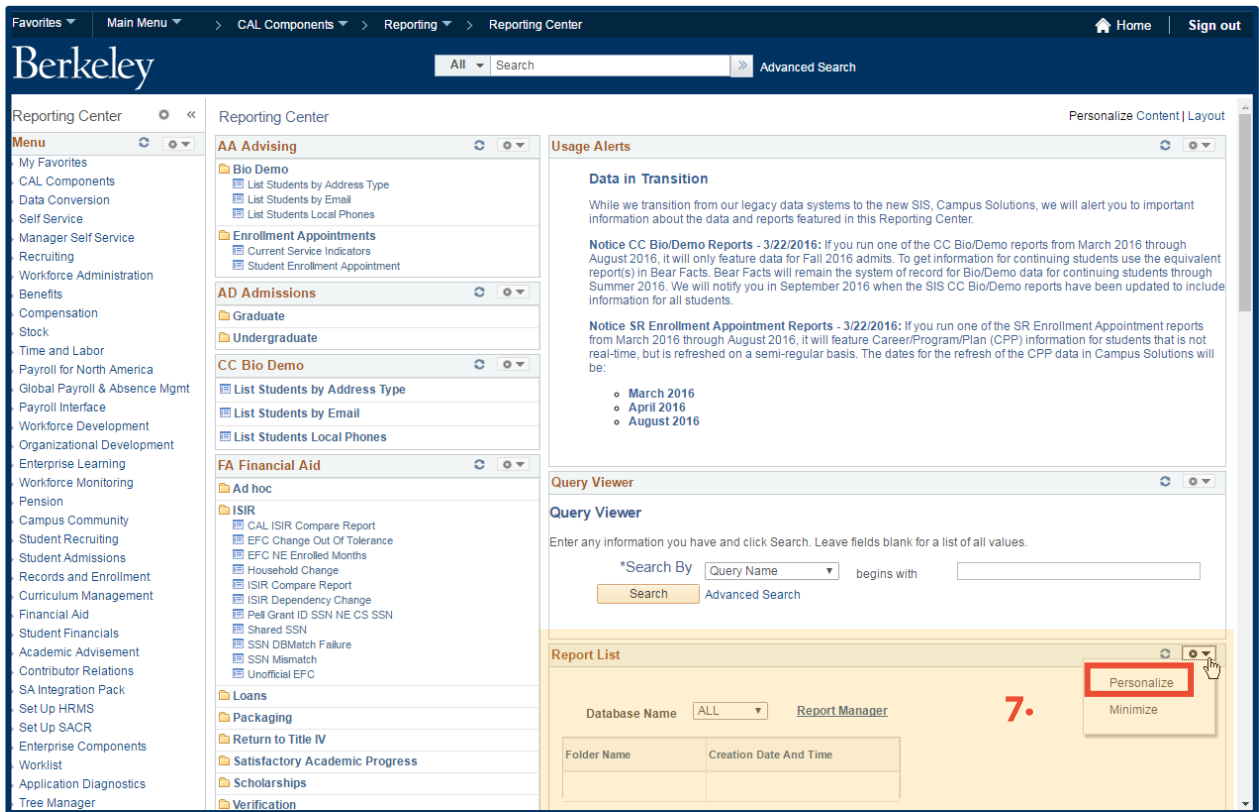 Favorites Main Menu > CAL Components > Reporting > Reporting Center Home Sign out
Berkeley
All Search » Advanced Search
Reporting Center «
Menu
My Favorites
CAL Components
Data Conversion
Self Service
Manager Self Service
Recruiting
Workforce Administration
Benefits
Compensation
Stock
Time and Labor
Payroll for North America
Global Payroll & Absence Mgmt
Payroll Interface
Workforce Development
Organizational Development
Enterprise Learning
Workforce Monitoring
Pension
Campus Community
Student Recruiting
Student Admissions
Records and Enrollment
Curriculum Management
Financial Aid
Student Financials
Academic Advisement
Contributor Relations
SA Integration Pack
Set Up HRMS
Set Up SACR
Enterprise Components
Worklist
Application Diagnostics
Tree Manager
Reporting Center
Personalize Content | Layout
AA Advising
Bio Demo
List Students by Address Type
List Students by Email
List Students Local Phones
Enrollment Appointments
Current Service Indicators
Student Enrollment Appointment
AD Admissions
Graduate
Undergraduate
CC Bio Demo
List Students by Address Type
List Students by Email
List Students Local Phones
FA Financial Aid
Ad hoc
ISIR
CAL ISIR Compare Report
EFC Change Out Of Tolerance
EFC NE Enrolled Months
Household Change
ISIR Compare Report
ISIR Dependency Change
Pell Grant ID SSN NE CS SSN
Shared SSN
SSN DBMatch Failure
SSN Mismatch
Unofficial EFC
Loans
Packaging
Return to Title IV
Satisfactory Academic Progress
Scholarships
Verification
Usage Alerts
Data in Transition
While we transition from our legacy data systems to the new SIS, Campus Solutions, we will alert you to important
information about the data and reports featured in this Reporting Center.
Notice CC Bio/Demo Reports - 3/22/2016: If you run one of the CC Bio/Demo reports from March 2016 through
August 2016, it will only feature data for Fall 2016 admits. To get information for continuing students use the equivalent
report(s) in Bear Facts. Bear Facts will remain the system of record for Bio/Demo data for continuing students through
Summer 2016. We will notify you in September 2016 when the SIS CC Bio/Demo reports have been updated to include
information for all students.
Notice SR Enrollment Appointment Reports - 3/22/2016: If you run one of the SR Enrollment Appointment reports
from March 2016 through August 2016, it will feature Career/Program/Plan (CPP) information for students that is not
real-time, but is refreshed on a semi-regular basis. The dates for the refresh of the CPP data in Campus Solutions will
be:
March 2016
April 2016
August 2016
Query Viewer
Query Viewer
Enter any information you have and click Search. Leave fields blank for a list of all values.
*Search By Query Name begins with
Search Advanced Search
Report List
Personalize
Minimize
7.
Database Name ALL Report Manager
Folder Name Creation Date And Time